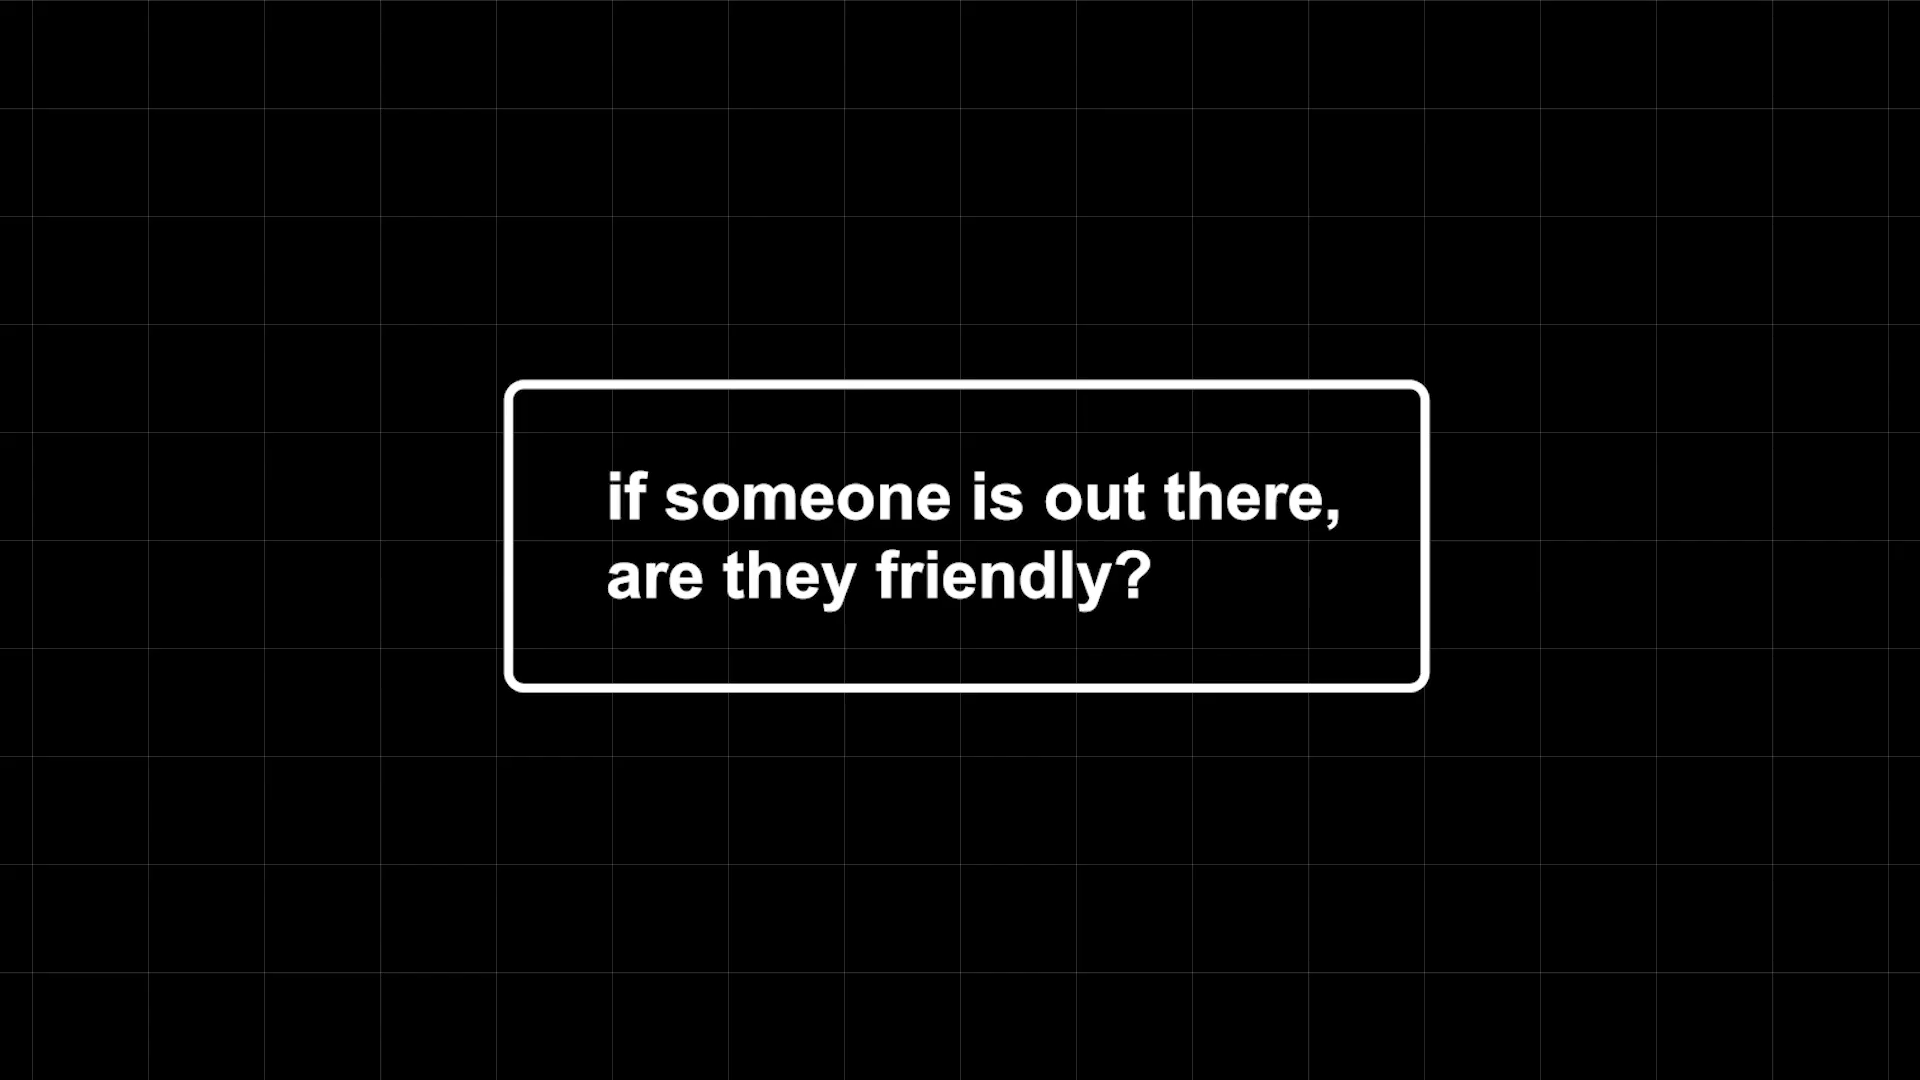 if someone is out there,
are they friendly?